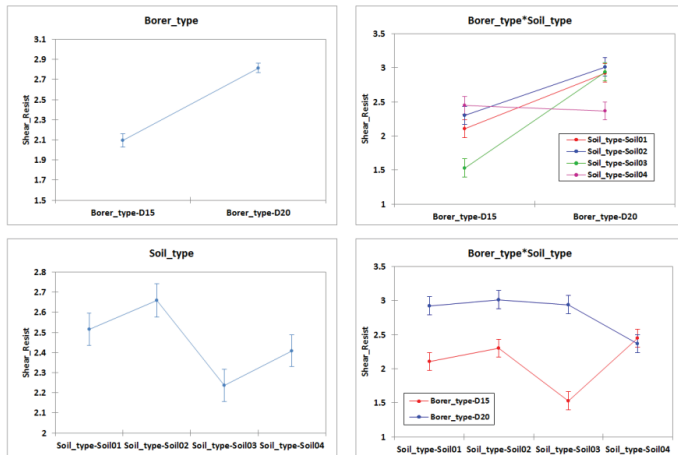 Borer_type
3.1
2.9
2.7
2.5
2.3
2.1
1.9
1.7
1.5
Shear_Resist
Borer_type-D15 Borer_type-D20
Borer_type*Soil_type
3.5
3
2.5
2
1.5
1
Shear_Resist
Soil_type-Soil01
Soil_type-Soil02
Soil_type-Soil03
Soil_type-Soil04
Borer_type-D15 Borer_type-D20
Soil_type
2.8
2.7
2.6
2.5
2.4
2.3
2.2
2.1
2
Shear_Resist
Soil_type-Soil01 Soil_type-Soil02 Soil_type-Soil03 Soil_type-Soil04
Borer_type*Soil_type
3.5
3
2.5
2
1.5
1
Shear_Resist
Borer_type-D15
Borer_type-D20
Soil_type-Soil01 Soil_type-Soil02 Soil_type-Soil03 Soil_type-Soil04